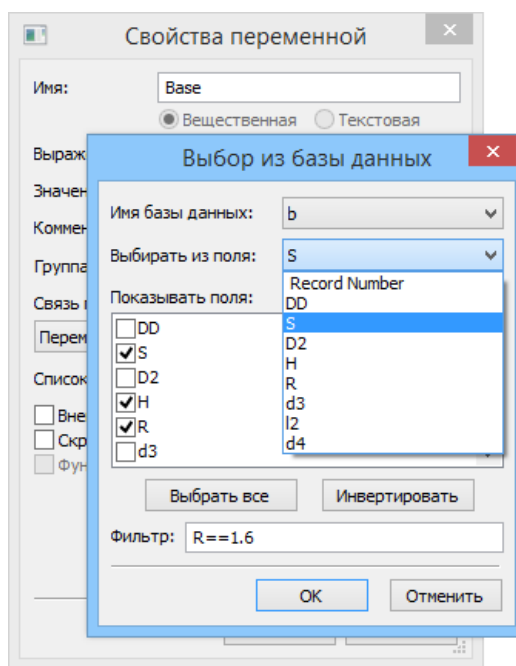 Свойства переменной
Имя: Base
Вещественная Текстовая
Выраж
Значен
Коммен
Группа
Связь
Перем
Список
Вне
Скр
Фун
Выбор из базы данных
Имя базы данных: b
Выбирать из поля: S
Record Number
DD
S
D2
H
R
d3
l2
d4
Показывать поля:
DD
S
D2
H
R
d3
Выбрать все Инвертировать
Фильтр: R==1.6
OK Отменить